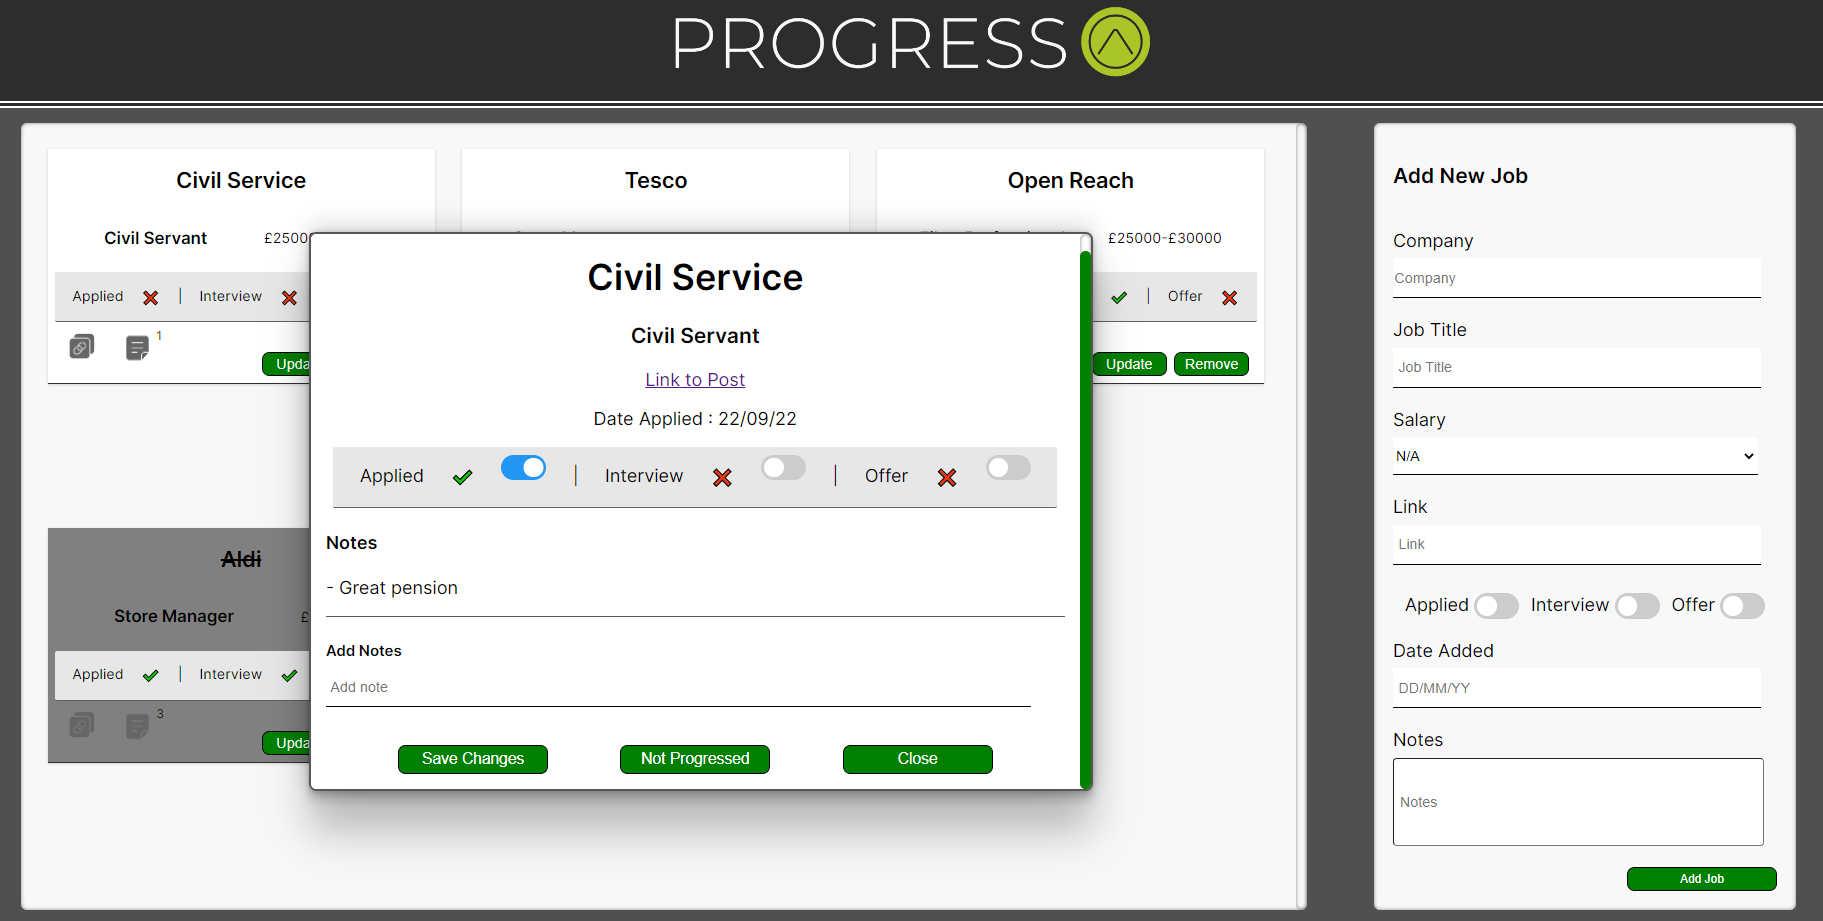 PROGRESS
Civil Service
Tesco
Open Reach
Civil Servant
£2500
£25000-£30000
Applied | Interview
| Offer
1
Upda
Update
Remove
Aldi
Store Manager
£
Applied | Interview
3
Upda
Civil Service
Civil Servant
Link to Post
Date Applied : 22/09/22
Applied | Interview | Offer
Notes
- Great pension
Add Notes
Add note
Save Changes
Not Progressed
Close
Add New Job
Company
Company
Job Title
Job Title
Salary
N/A
Link
Link
Applied Interview Offer
Date Added
DD/MM/YY
Notes
Notes
Add Job